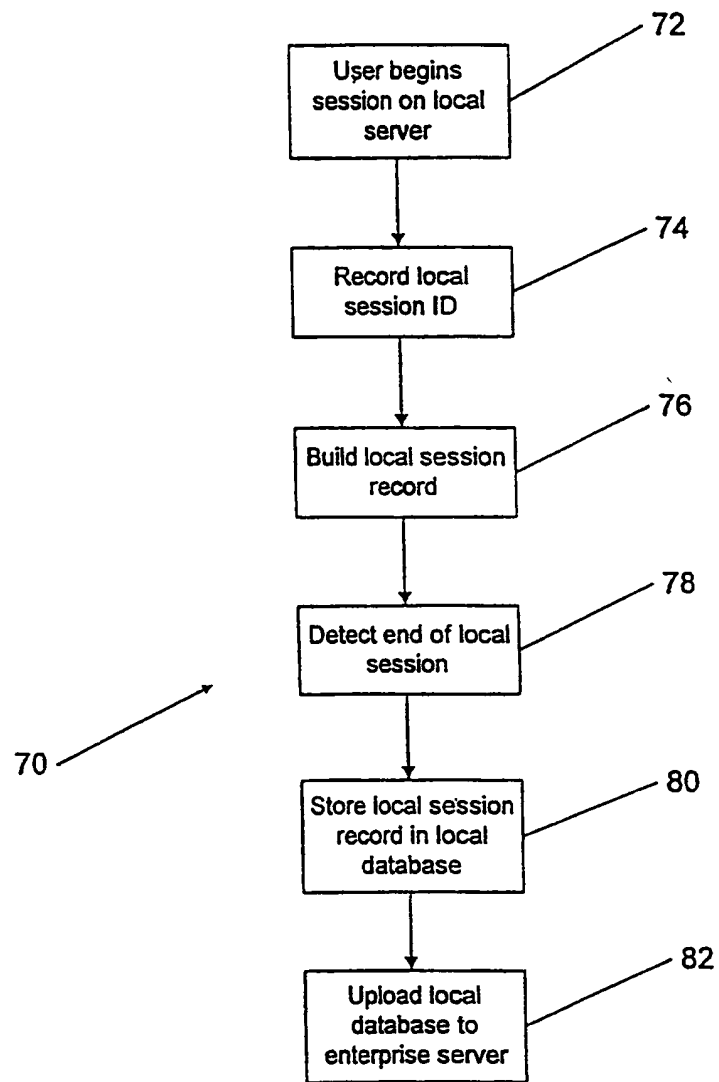 72
User begins
session on local
server
74
Record local
session ID
76
Build local session
record
78
Detect end of local
session
70
80
Store local session
record in local
database
82
Upload local
database to
enterprise server